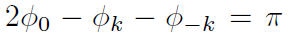 2ϕ₀ − ϕₖ − ϕ₋ₖ = π